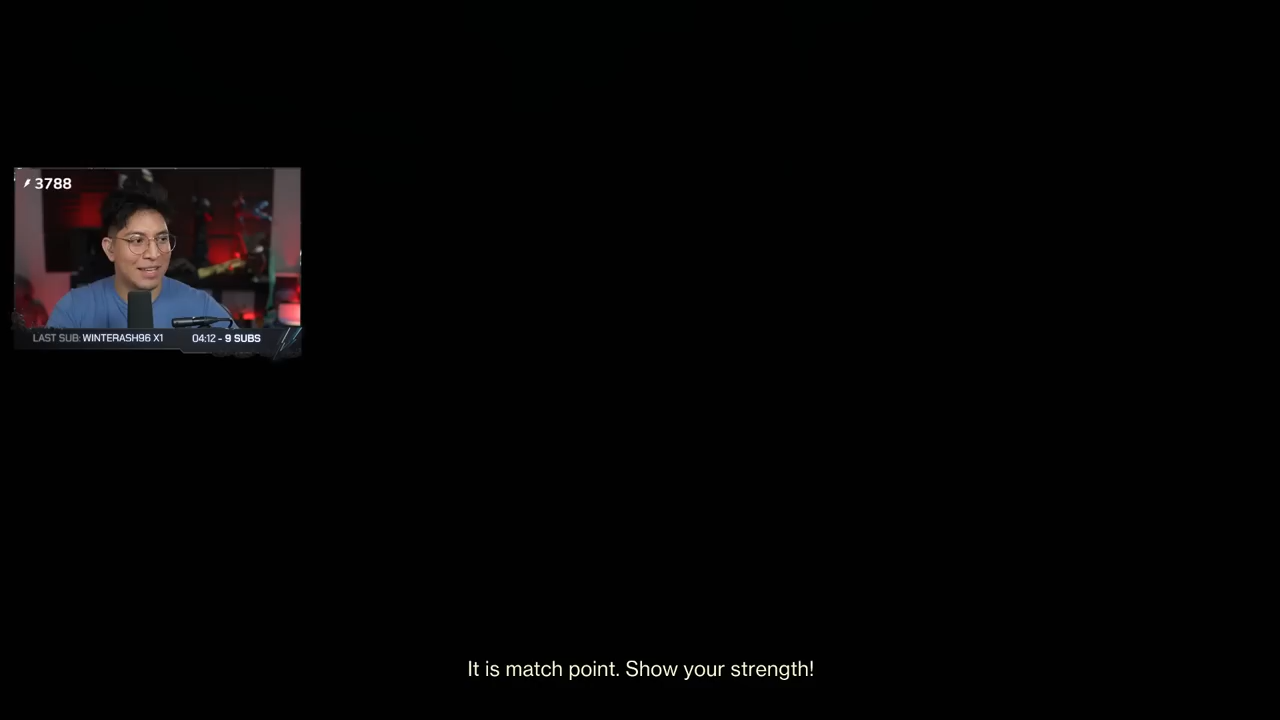 3788
LAST SUB: WINTERASH96 X1 04:12 - 9 SUBS
It is match point. Show your strength!